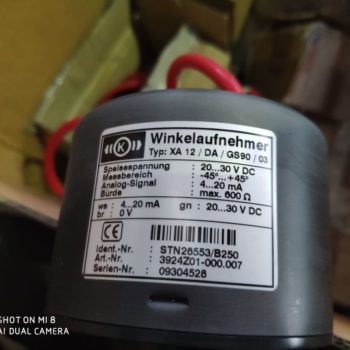 K
Winkelaufnehmer
Typ: XA 12 / DA / GS90 / 03
Speisespannung : 20...30 V DC
Messbereich : -45°...+45°
Analog-Signal : 4...20 mA
Bürde : max. 600 Ω
ws : 4...20 mA gn : 20...30 V DC
br : 0 V
CE
Ident.-Nr. : STN26553/B250
Art.-Nr. : 3924Z01-000.007
Serien-Nr. : 09304528
SHOT ON MI 8
AI DUAL CAMERA